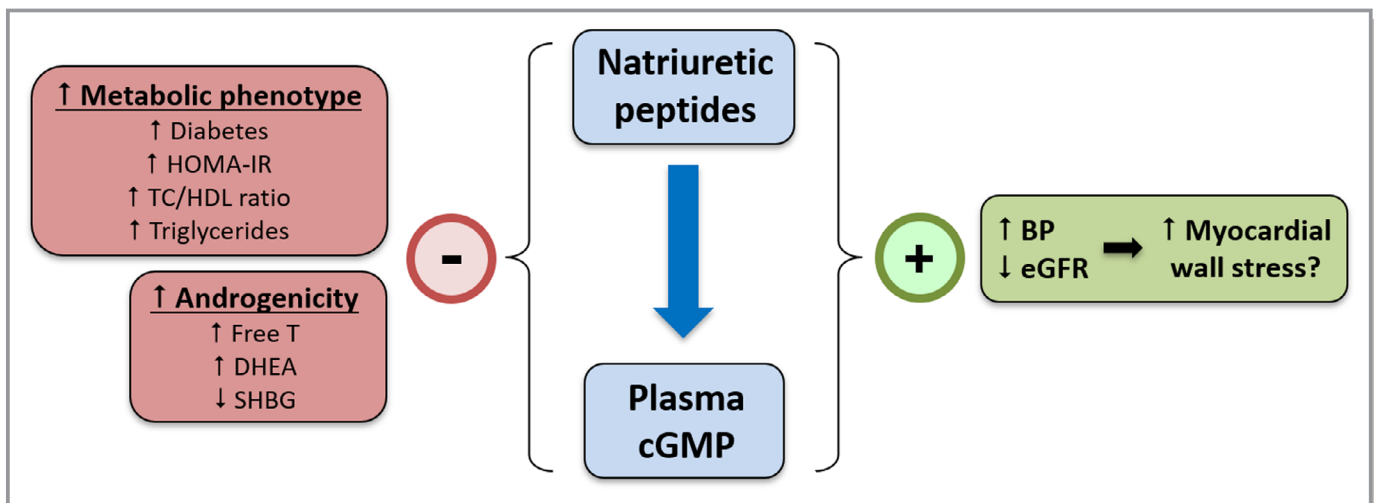 ↑ Metabolic phenotype
↑ Diabetes
↑ HOMA-IR
↑ TC/HDL ratio
↑ Triglycerides
↑ Androgenicity
↑ Free T
↑ DHEA
↓ SHBG
-
Natriuretic
peptides
Plasma
cGMP
+
↑ BP
↓ eGFR
↑ Myocardial
wall stress?